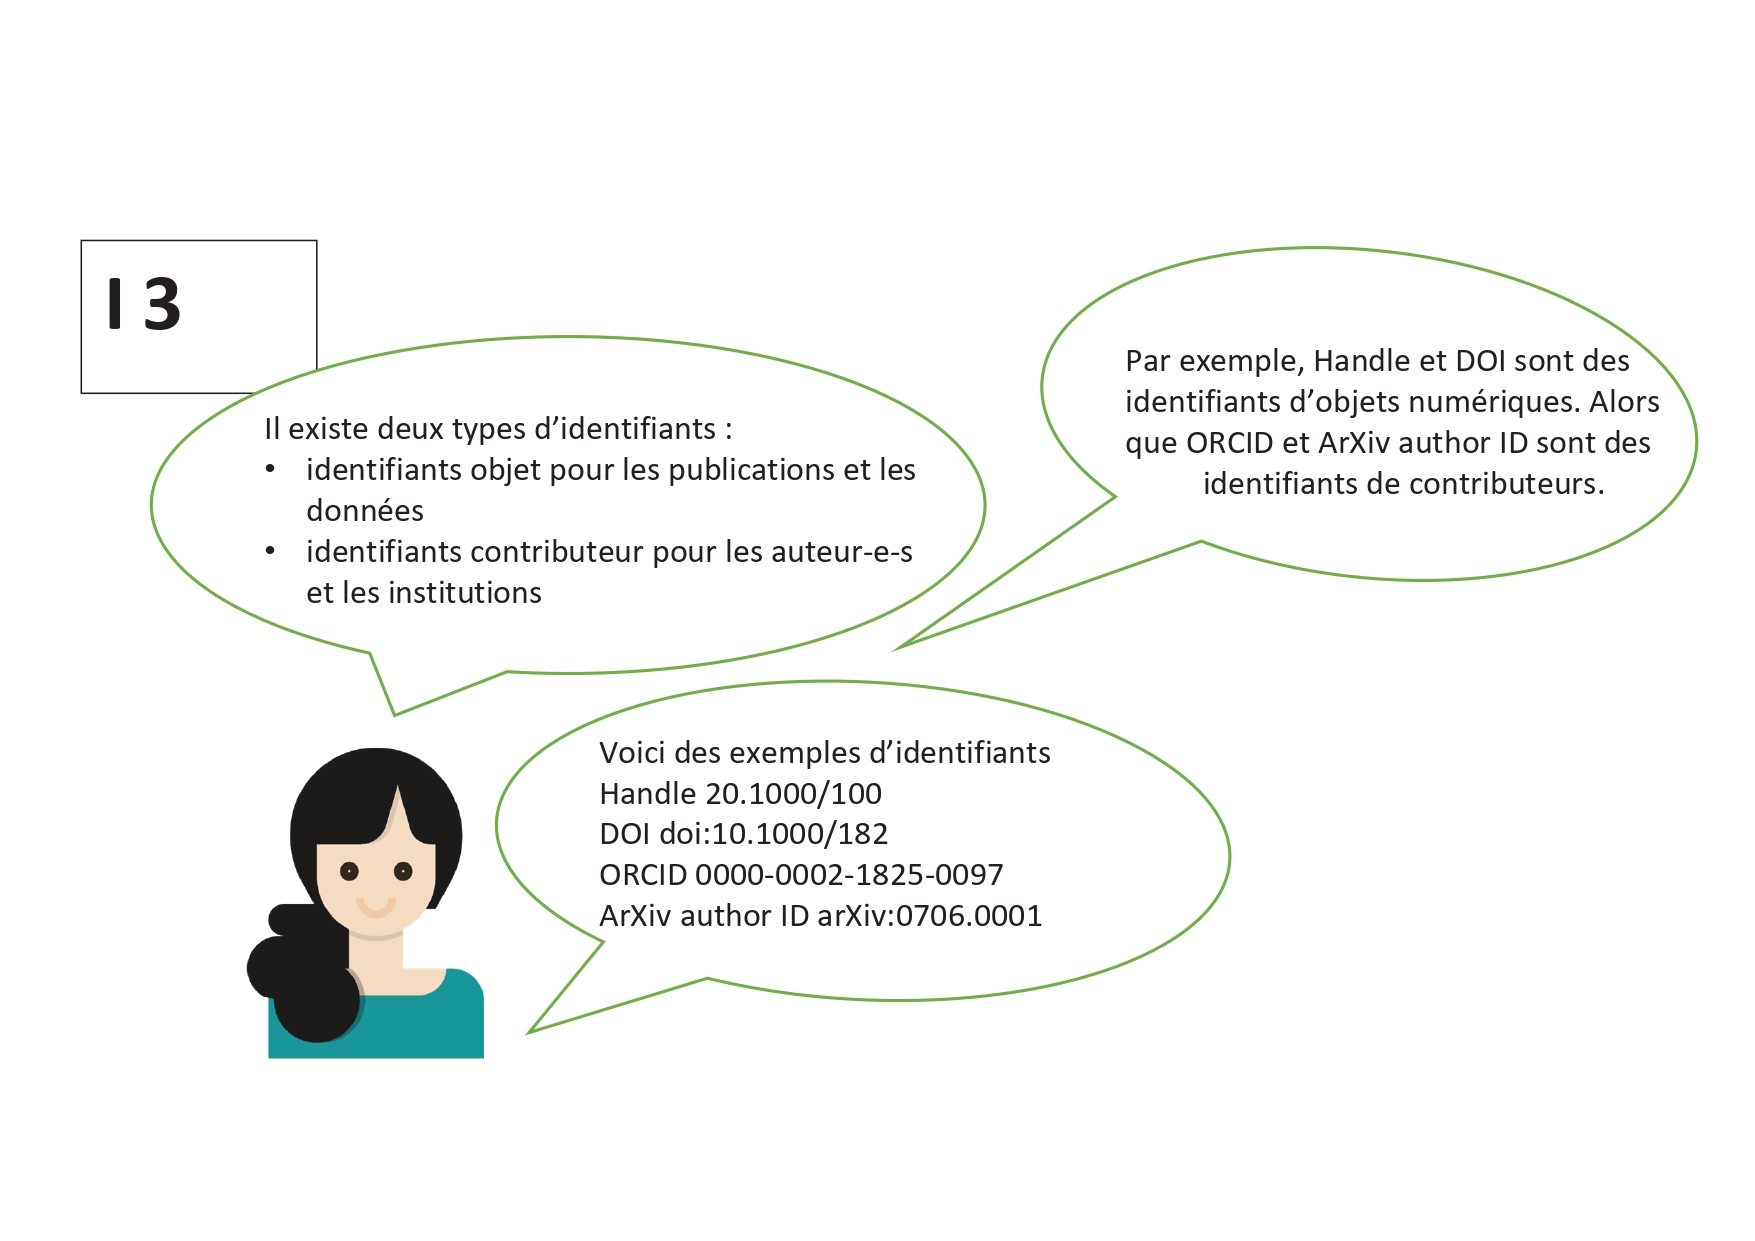 I 3
Il existe deux types d’identifiants :
• identifiants objet pour les publications et les
données
• identifiants contributeur pour les auteur-e-s
et les institutions
Par exemple, Handle et DOI sont des
identifiants d’objets numériques. Alors
que ORCID et ArXiv author ID sont des
identifiants de contributeurs.
Voici des exemples d’identifiants
Handle 20.1000/100
DOI doi:10.1000/182
ORCID 0000-0002-1825-0097
ArXiv author ID arXiv:0706.0001